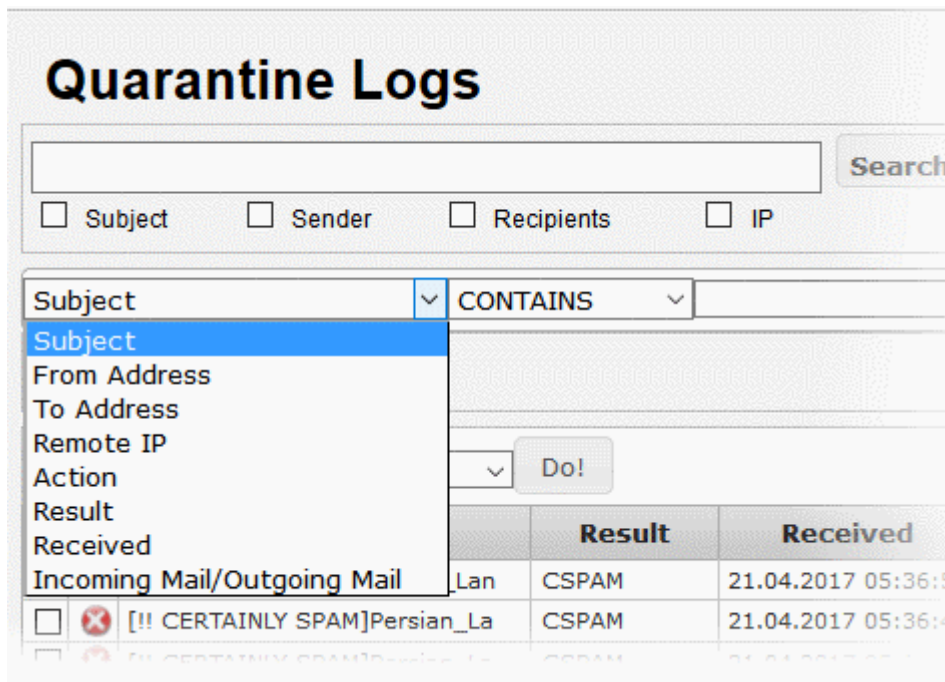 Quarantine Logs
Search
Subject Sender Recipients IP
Subject CONTAINS
Subject
From Address
To Address
Remote IP
Action
Do!
Result
Result Received
Received
Incoming Mail/Outgoing Mail _Lan CSPAM 21.04.2017 05:36:
[!! CERTAINLY SPAM]Persian_La CSPAM 21.04.2017 05:36:4